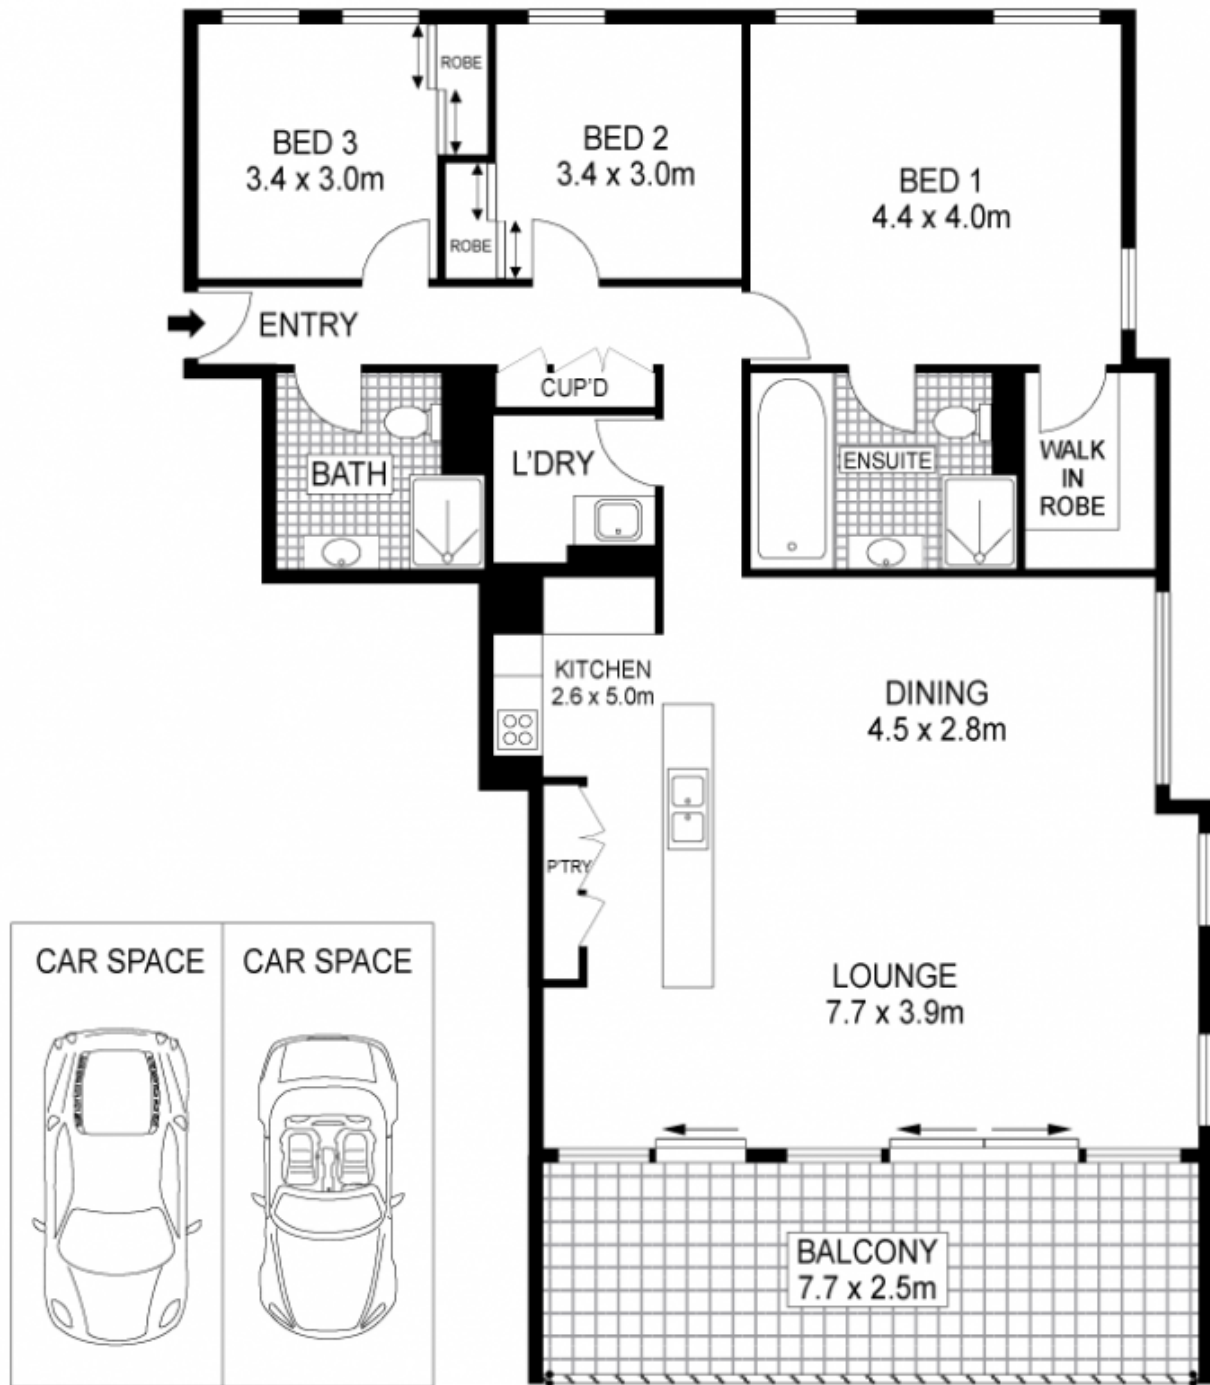 ROBE
BED 3
3.4 x 3.0m
BED 2
3.4 x 3.0m
BED 1
4.4 x 4.0m
ROBE
ENTRY
CUP'D
BATH
L'DRY
ENSUITE
WALK
IN
ROBE
KITCHEN
2.6 x 5.0m
DINING
4.5 x 2.8m
P'TRY
CAR SPACE
CAR SPACE
LOUNGE
7.7 x 3.9m
BALCONY
7.7 x 2.5m